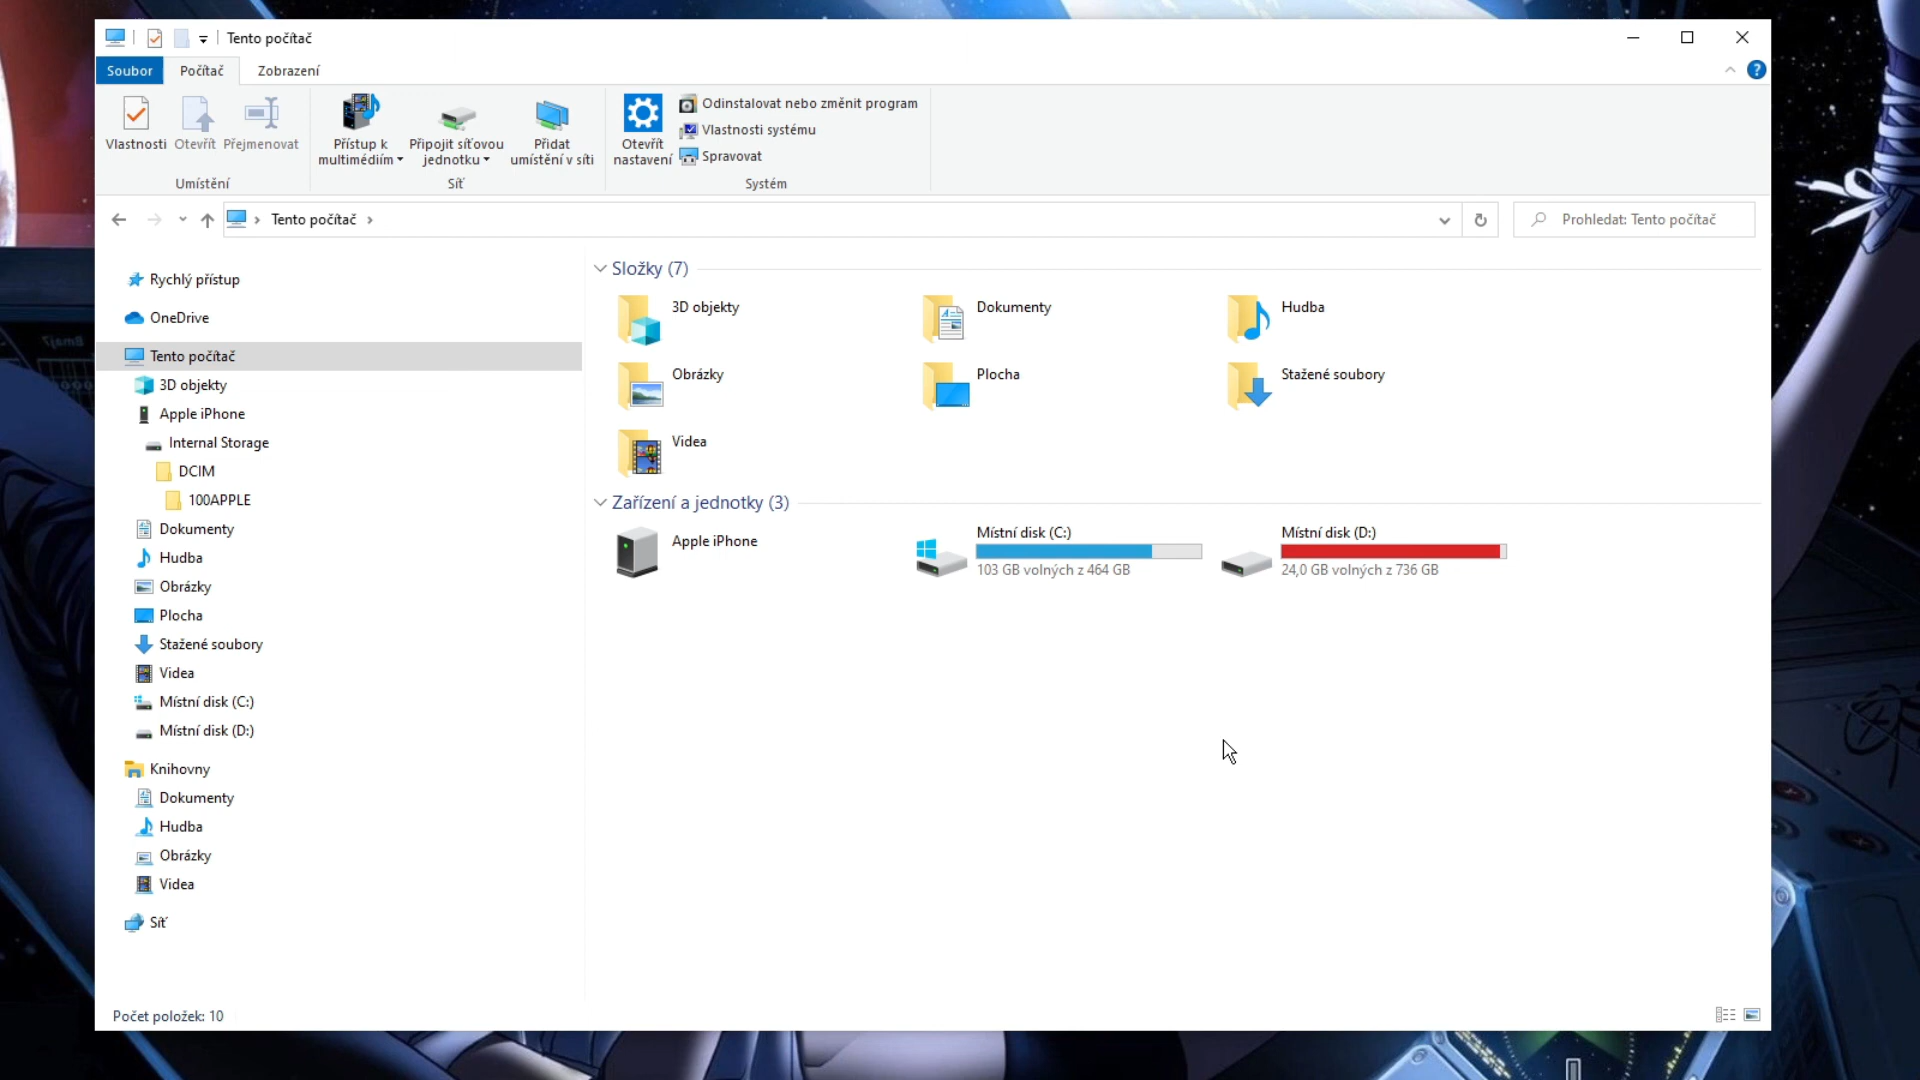 Tento počítač
Soubor
Počítač
Zobrazení
?
Vlastnosti
Otevřít
Přejmenovat
Umístění
Přístup k
multimédiím
Připojit síťovou
jednotku
Přidat
umístění v síti
Síť
Otevřít
nastavení
Odinstalovat nebo změnit program
Vlastnosti systému
Spravovat
Systém
Tento počítač
Prohledat: Tento počítač
Rychlý přístup
OneDrive
Tento počítač
3D objekty
Apple iPhone
Internal Storage
DCIM
100APPLE
Dokumenty
Hudba
Obrázky
Plocha
Stažené soubory
Videa
Místní disk (C:)
Místní disk (D:)
Knihovny
Dokumenty
Hudba
Obrázky
Videa
Síť
Složky (7)
3D objekty
Dokumenty
Hudba
Obrázky
Plocha
Stažené soubory
Videa
Zařízení a jednotky (3)
Apple iPhone
Místní disk (C:)
103 GB volných z 464 GB
Místní disk (D:)
24,0 GB volných z 736 GB
Počet položek: 10